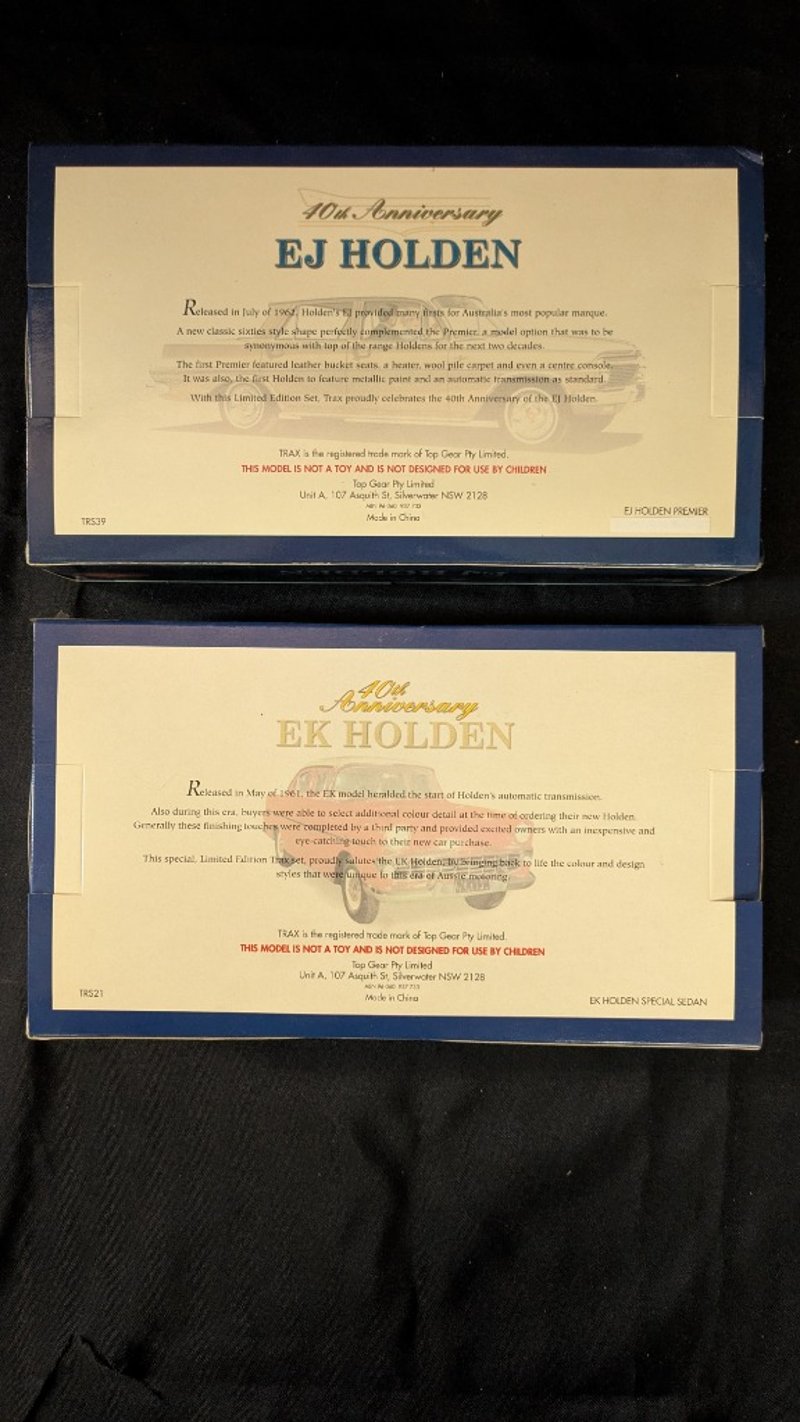 40th Anniversary
EJ HOLDEN
Released in July of 1962, Holden's EJ provided many firsts for Australia's most popular marque.
A new classic sixties style shape perfectly complemented the Premier, a model option that was to be
synonymous with top of the range Holdens for the next two decades.
The first Premier featured leather bucket seats, a heater, wool pile carpet and even a centre console.
It was also, the first Holden to feature metallic paint and an automatic transmission as standard.
With this Limited Edition Set, Trax proudly celebrates the 40th Anniversary of the EJ Holden.
TRAX is the registered trade mark of Top Gear Pty Limited.
THIS MODEL IS NOT A TOY AND IS NOT DESIGNED FOR USE BY CHILDREN
Top Gear Pty Limited
Unit A, 107 Asquith St, Silverwater NSW 2128
Made in China
TRS39
EJ HOLDEN PREMIER
40th
Anniversary
EK HOLDEN
Released in May of 1961, the EK model heralded the start of Holden's automatic transmission.
Also during this era, buyers were able to select additional colour detail at the time of ordering their new Holden.
Generally these finishing touches were completed by a third party and provided excited owners with an inexpensive and
eye-catching touch to their new car purchase.
This special, Limited Edition Trax set, proudly salutes the EK Holden, by bringing back to life the colour and design
styles that were unique to this era of Aussie motoring.
TRAX is the registered trade mark of Top Gear Pty Limited.
THIS MODEL IS NOT A TOY AND IS NOT DESIGNED FOR USE BY CHILDREN
Top Gear Pty Limited
Unit A, 107 Asquith St, Silverwater NSW 2128
Made in China
TRS21
EK HOLDEN SPECIAL SEDAN